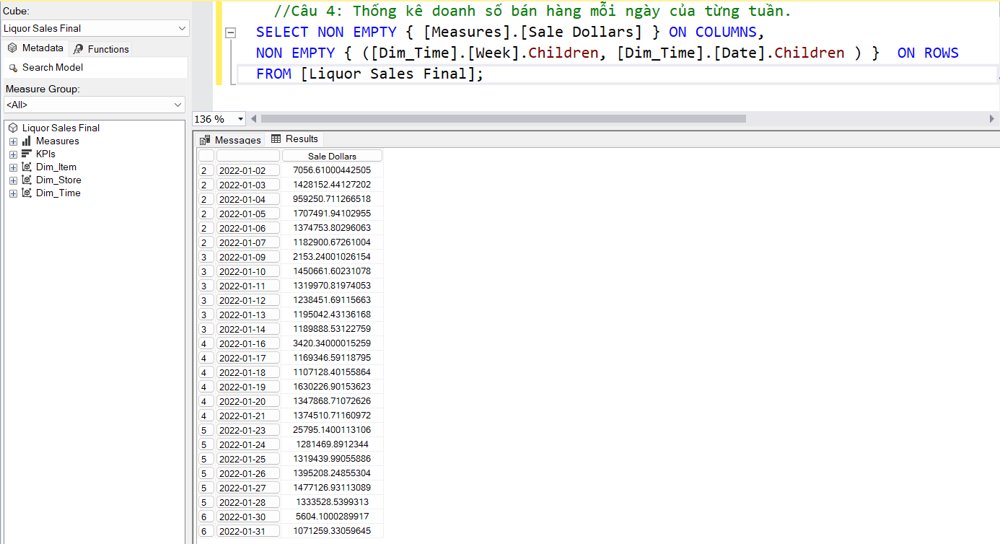 Cube:
Liquor Sales Final
Metadata Functions
Search Model
Measure Group:
<All>
Liquor Sales Final
Measures
KPIs
Dim_Item
Dim_Store
Dim_Time
//Câu 4: Thống kê doanh số bán hàng mỗi ngày của từng tuần.
SELECT NON EMPTY { [Measures].[Sale Dollars] } ON COLUMNS,
NON EMPTY { ([Dim_Time].[Week].Children, [Dim_Time].[Date].Children ) } ON ROWS
FROM [Liquor Sales Final];
136 %
Messages Results
Sale Dollars
2 2022-01-02 7056.61000442505
2 2022-01-03 1428152.44127202
2 2022-01-04 959250.711266518
2 2022-01-05 1707491.94102955
2 2022-01-06 1374753.80296063
2 2022-01-07 1182900.67261004
3 2022-01-09 2153.24001026154
3 2022-01-10 1450661.60231078
3 2022-01-11 1319970.81974053
3 2022-01-12 1238451.69115663
3 2022-01-13 1195042.43136168
3 2022-01-14 1189888.53122759
4 2022-01-16 3420.34000015259
4 2022-01-17 1169346.59118795
4 2022-01-18 1107128.40155864
4 2022-01-19 1630226.90153623
4 2022-01-20 1347868.71072626
4 2022-01-21 1374510.71160972
5 2022-01-23 25795.1400113106
5 2022-01-24 1281469.8912344
5 2022-01-25 1319439.99055886
5 2022-01-26 1395208.24855304
5 2022-01-27 1477126.93113089
5 2022-01-28 1333528.5399313
6 2022-01-30 5604.1000289917
6 2022-01-31 1071259.33059645